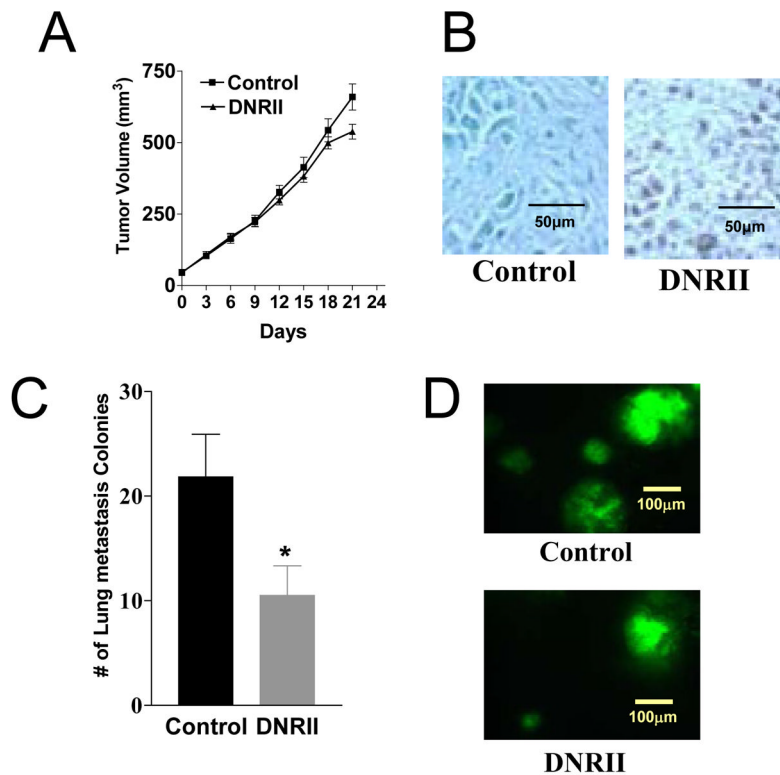 A
Tumor Volume (mm³)
750
500
250
0
Control
DNRII
0 3 6 9 12 15 18 21 24
Days
B
50µm
Control
50µm
DNRII
C
# of Lung metastasis Colonies
30
20
10
0
*
Control DNRII
D
100µm
Control
100µm
DNRII